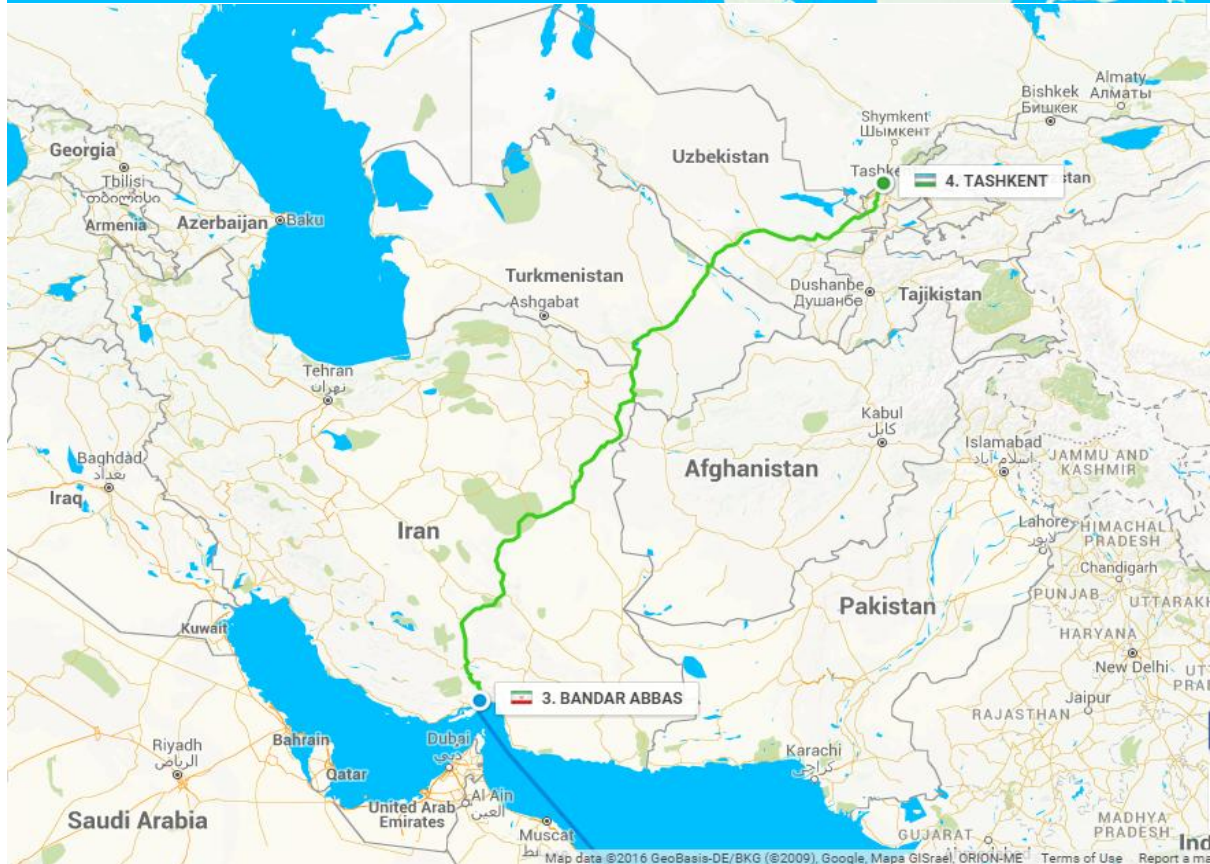 Almaty
Алматы
Bishkek
Бишкек
Shymkent
Шымкент
Georgia
Tbilisi
თბილისი
Uzbekistan
4. TASHKENT
Armenia
Azerbaijan
Baku
Turkmenistan
Ashgabat
Dushanbe
Душанбе
Tajikistan
Tehran
تهران
Kabul
کابل
Islamabad
اسلام آباد
JAMMU AND
KASHMIR
Baghdad
بغداد
Iraq
Afghanistan
Iran
Lahore
لاہور
HIMACHAL
PRADESH
Chandigarh
PUNJAB
Pakistan
Kuwait
HARYANA
New Delhi
3. BANDAR ABBAS
Jaipur
RAJASTHAN
Riyadh
الرياض
Bahrain
Dubai
دبي
Karachi
کراچی
Qatar
Al Ain
العين
United Arab
Emirates
Saudi Arabia
Muscat
MADHYA
PRADESH
GUJARAT
Map data ©2016 GeoBasis-DE/BKG (©2009), Google, Mapa GISrael, ORION-ME Terms of Use Report a